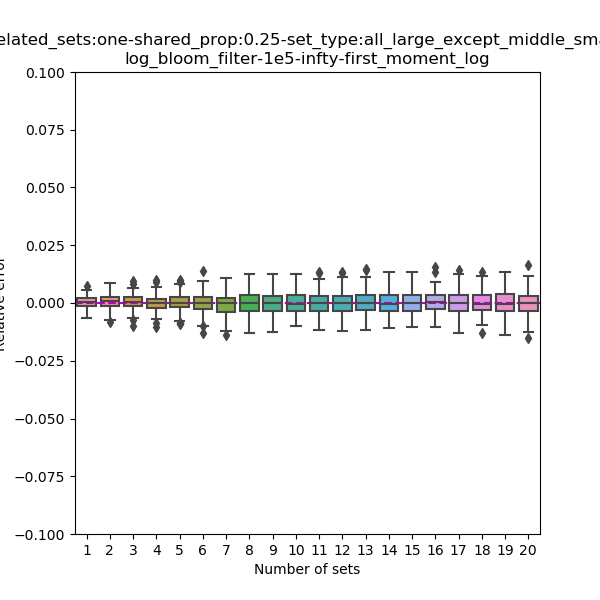 elated_sets:one-shared_prop:0.25-set_type:all_large_except_middle_sma
log_bloom_filter-1e5-infty-first_moment_log
0.100
0.075
0.050
0.025
0.000
−0.025
−0.050
−0.075
−0.100
Relative error
1 2 3 4 5 6 7 8 9 10 11 12 13 14 15 16 17 18 19 20
Number of sets